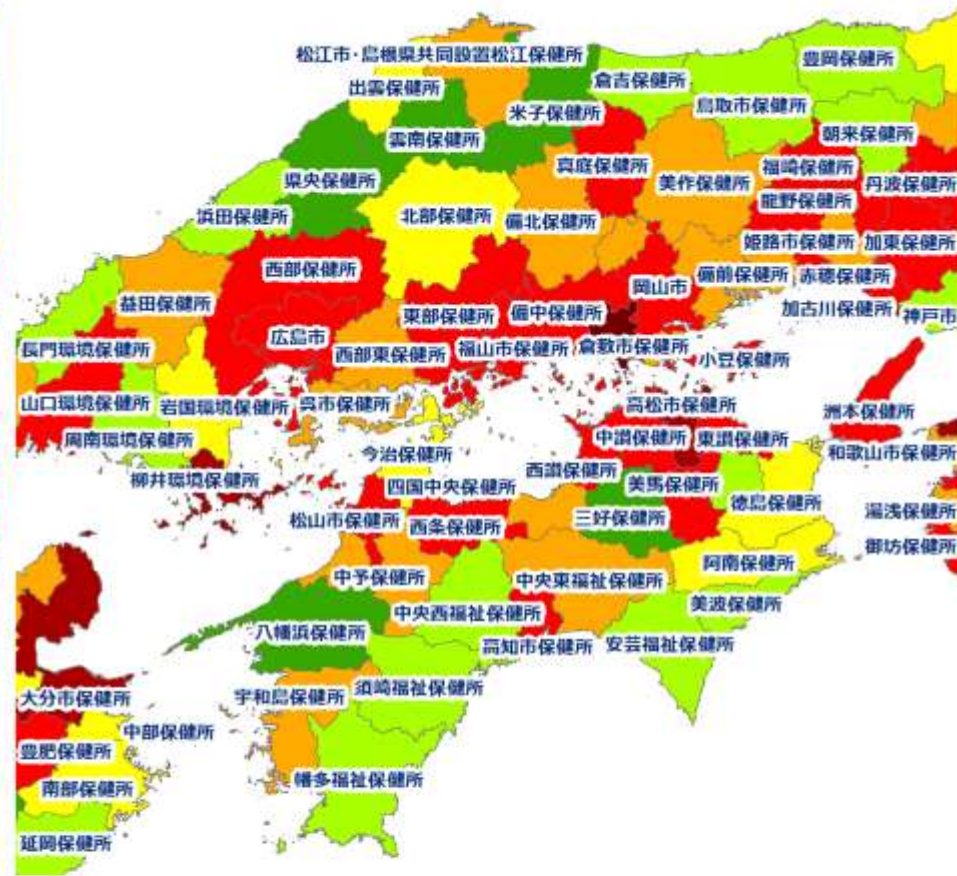 松江市・島根県共同設置松江保健所
豊岡保健所
倉吉保健所
出雲保健所
鳥取市保健所
米子保健所
雲南保健所
朝来保健所
真庭保健所
福崎保健所
県央保健所
美作保健所
丹波保健所
龍野保健所
浜田保健所
北部保健所
備北保健所
姫路市保健所
加東保健所
西部保健所
備前保健所
赤穂保健所
岡山市
益田保健所
加古川保健所
東部保健所
備中保健所
神戸市
広島市
長門環境保健所
西部東保健所
福山市保健所
倉敷市保健所
小豆保健所
山口環境保健所
岩国環境保健所
呉市保健所
高松市保健所
洲本保健所
周南環境保健所
中讃保健所
東讃保健所
今治保健所
和歌山市保健所
西讃保健所
柳井環境保健所
四国中央保健所
美馬保健所
徳島保健所
湯浅保健所
松山市保健所
西条保健所
三好保健所
御坊保健所
阿南保健所
中予保健所
中央東福祉保健所
美波保健所
中央西福祉保健所
八幡浜保健所
高知市保健所
安芸福祉保健所
大分市保健所
宇和島保健所
須崎福祉保健所
中部保健所
豊肥保健所
幡多福祉保健所
南部保健所
延岡保健所